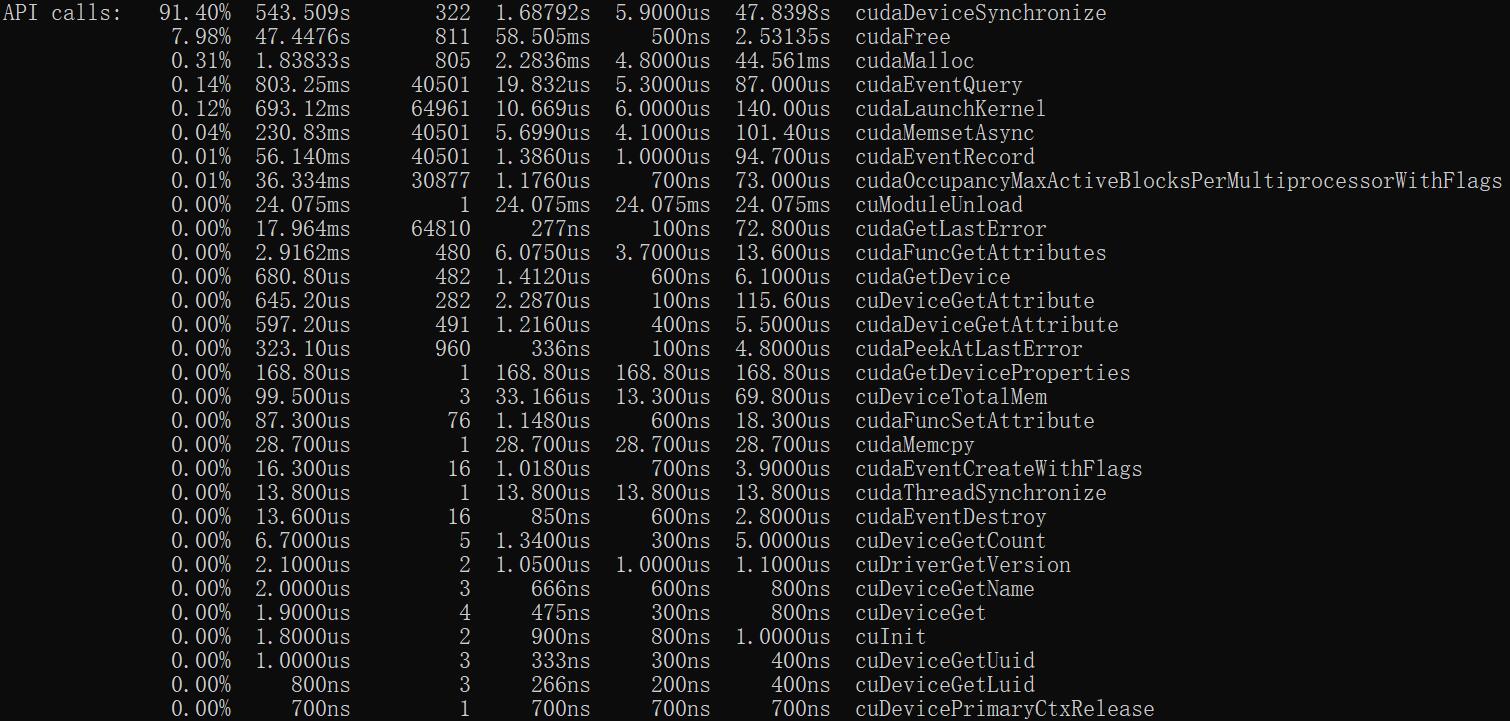 API calls: 91.40% 543.509s 322 1.68792s 5.9000us 47.8398s cudaDeviceSynchronize
7.98% 47.4476s 811 58.505ms 500ns 2.53135s cudaFree
0.31% 1.83833s 805 2.2836ms 4.8000us 44.561ms cudaMalloc
0.14% 803.25ms 40501 19.832us 5.3000us 87.000us cudaEventQuery
0.12% 693.12ms 64961 10.669us 6.0000us 140.00us cudaLaunchKernel
0.04% 230.83ms 40501 5.6990us 4.1000us 101.40us cudaMemsetAsync
0.01% 56.140ms 40501 1.3860us 1.0000us 94.700us cudaEventRecord
0.01% 36.334ms 30877 1.1760us 700ns 73.000us cudaOccupancyMaxActiveBlocksPerMultiprocessorWithFlags
0.00% 24.075ms 1 24.075ms 24.075ms 24.075ms cuModuleUnload
0.00% 17.964ms 64810 277ns 100ns 72.800us cudaGetLastError
0.00% 2.9162ms 480 6.0750us 3.7000us 13.600us cudaFuncGetAttributes
0.00% 680.80us 482 1.4120us 600ns 6.1000us cudaGetDevice
0.00% 645.20us 282 2.2870us 100ns 115.60us cuDeviceGetAttribute
0.00% 597.20us 491 1.2160us 400ns 5.5000us cudaDeviceGetAttribute
0.00% 323.10us 960 336ns 100ns 4.8000us cudaPeekAtLastError
0.00% 168.80us 1 168.80us 168.80us 168.80us cudaGetDeviceProperties
0.00% 99.500us 3 33.166us 13.300us 69.800us cuDeviceTotalMem
0.00% 87.300us 76 1.1480us 600ns 18.300us cudaFuncSetAttribute
0.00% 28.700us 1 28.700us 28.700us 28.700us cudaMemcpy
0.00% 16.300us 16 1.0180us 700ns 3.9000us cudaEventCreateWithFlags
0.00% 13.800us 1 13.800us 13.800us 13.800us cudaThreadSynchronize
0.00% 13.600us 16 850ns 600ns 2.8000us cudaEventDestroy
0.00% 6.7000us 5 1.3400us 300ns 5.0000us cuDeviceGetCount
0.00% 2.1000us 2 1.0500us 1.0000us 1.1000us cuDriverGetVersion
0.00% 2.0000us 3 666ns 600ns 800ns cuDeviceGetName
0.00% 1.9000us 4 475ns 300ns 800ns cuDeviceGet
0.00% 1.8000us 2 900ns 800ns 1.0000us cuInit
0.00% 1.0000us 3 333ns 300ns 400ns cuDeviceGetUuid
0.00% 800ns 3 266ns 200ns 400ns cuDeviceGetLuid
0.00% 700ns 1 700ns 700ns 700ns cuDevicePrimaryCtxRelease